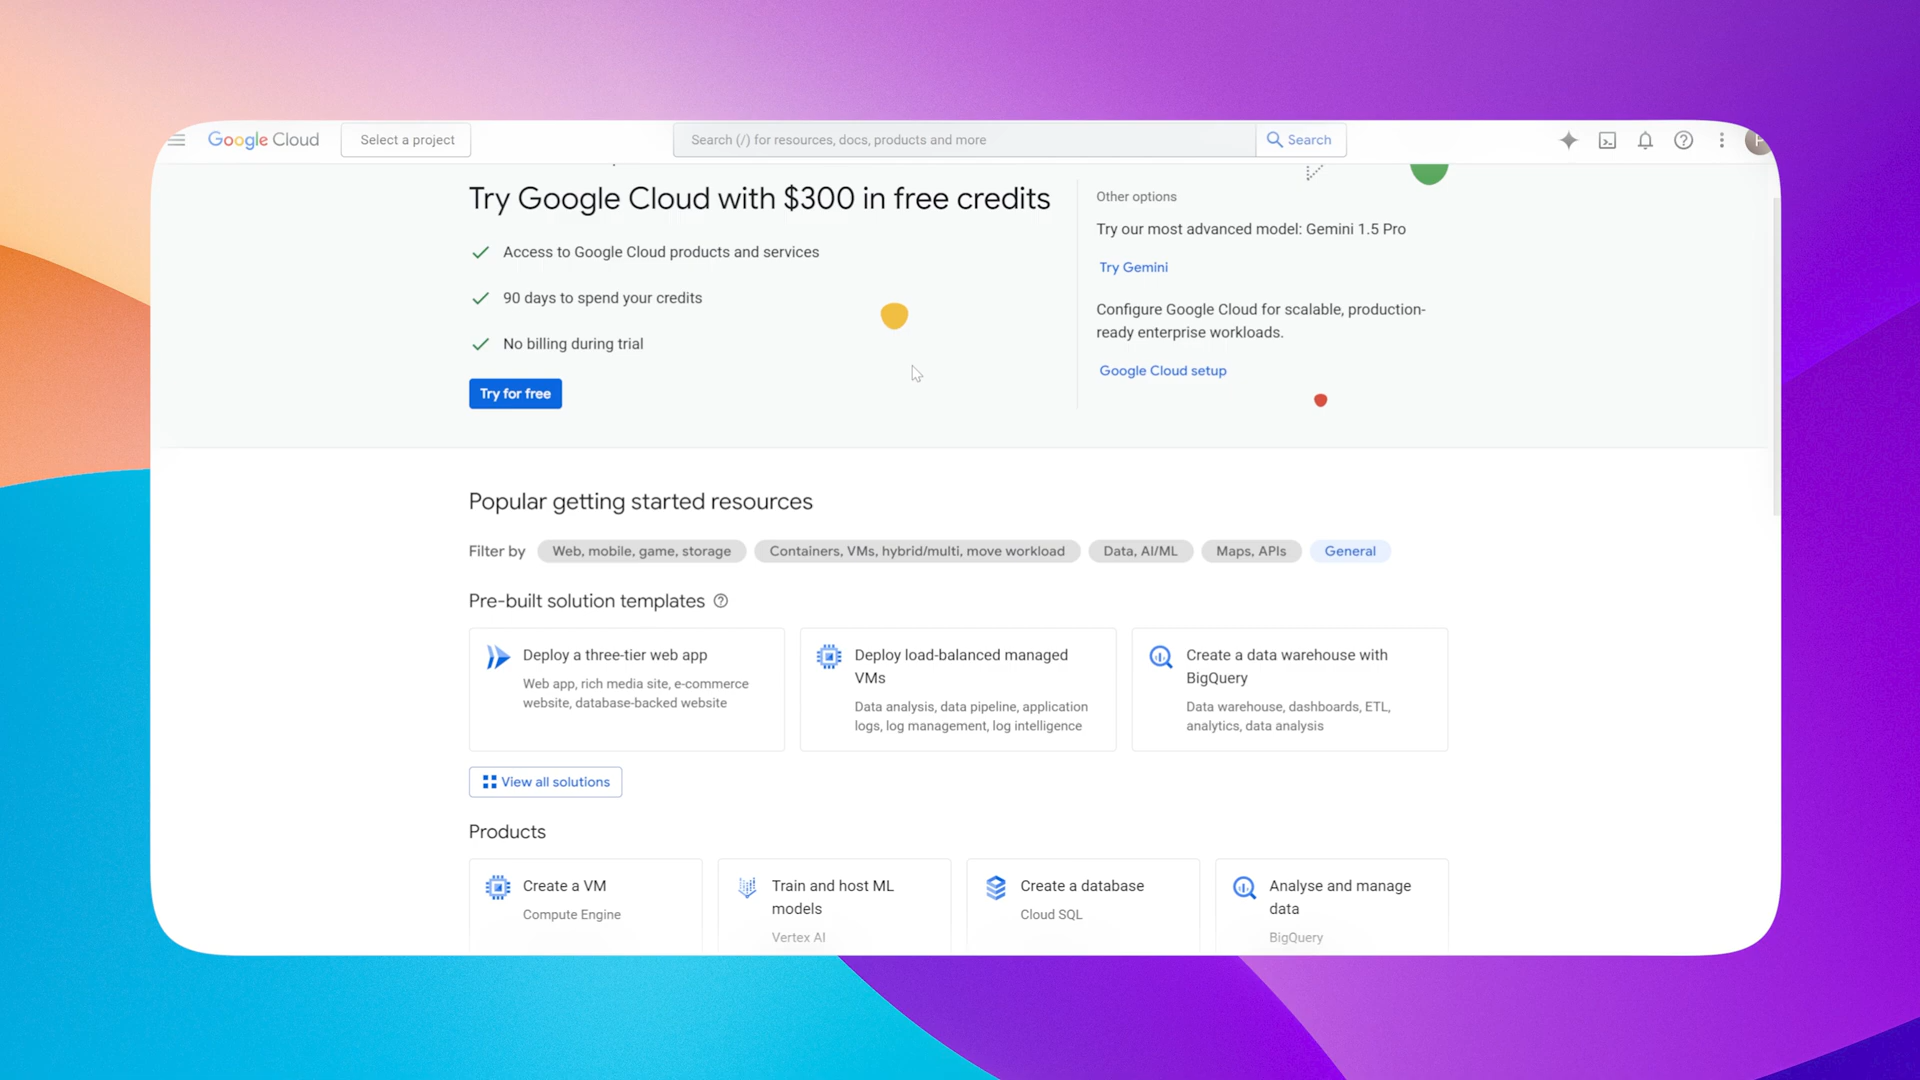 Google Cloud
Select a project
Search (/) for resources, docs, products and more
Search
Try Google Cloud with $300 in free credits
Access to Google Cloud products and services
90 days to spend your credits
No billing during trial
Try for free
Other options
Try our most advanced model: Gemini 1.5 Pro
Try Gemini
Configure Google Cloud for scalable, production-
ready enterprise workloads.
Google Cloud setup
Popular getting started resources
Filter by
Web, mobile, game, storage
Containers, VMs, hybrid/multi, move workload
Data, AI/ML
Maps, APIs
General
Pre-built solution templates
Deploy a three-tier web app
Web app, rich media site, e-commerce
website, database-backed website
Deploy load-balanced managed
VMs
Data analysis, data pipeline, application
logs, log management, log intelligence
Create a data warehouse with
BigQuery
Data warehouse, dashboards, ETL,
analytics, data analysis
View all solutions
Products
Create a VM
Compute Engine
Train and host ML
models
Vertex AI
Create a database
Cloud SQL
Analyse and manage
data
BigQuery